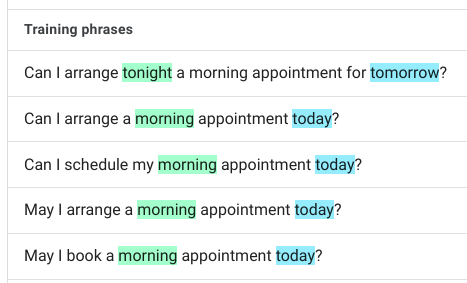 Training phrases
Can I arrange tonight a morning appointment for tomorrow?
Can I arrange a morning appointment today?
Can I schedule my morning appointment today?
May I arrange a morning appointment today?
May I book a morning appointment today?